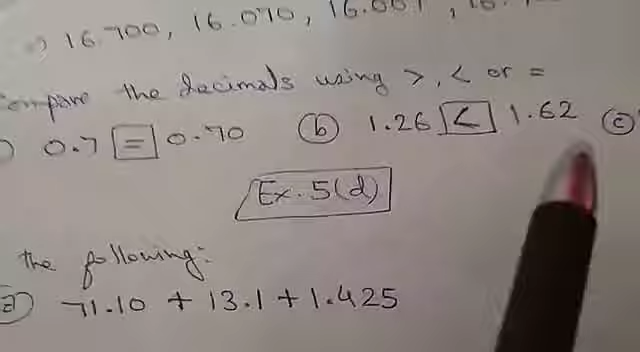 16.700, 16.070, 16.
the decimals using >, < or =
0.7 = 0.70 (b) 1.26 < 1.62 (c)
Ex. 5(d)
the following:
(a) 71.10 + 13.1 + 1.425